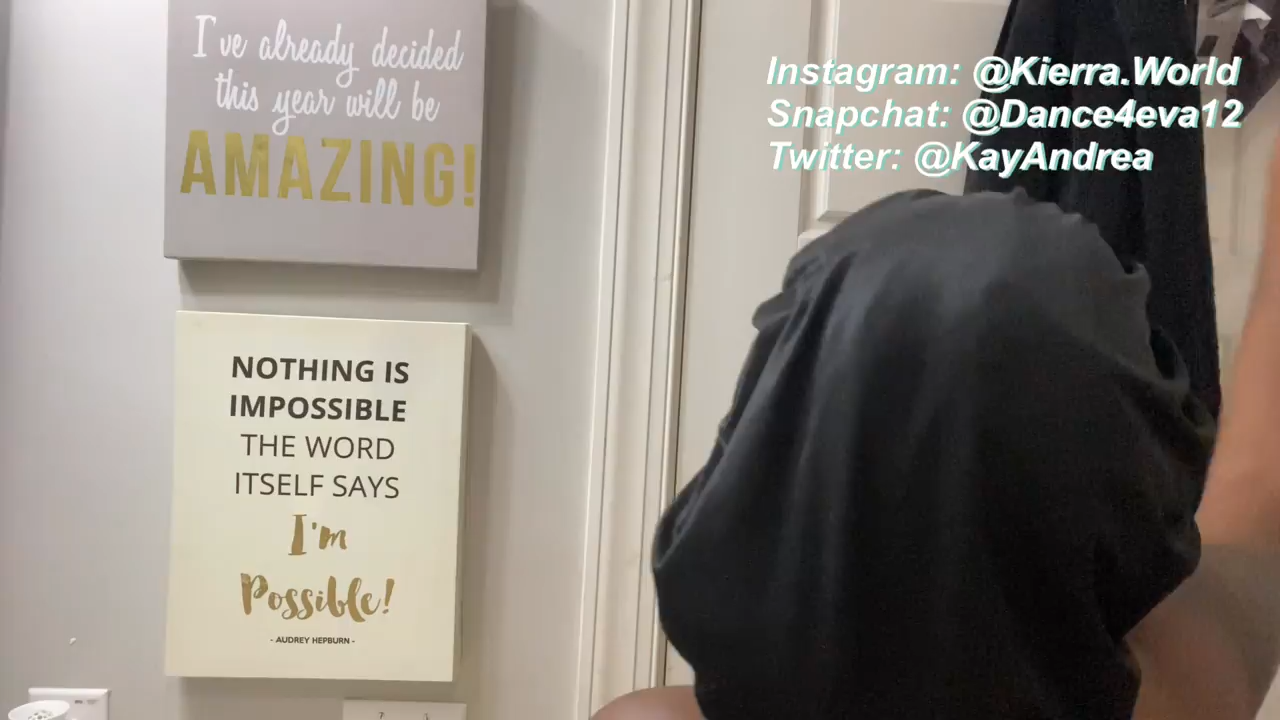 I've already decided
this year will be
AMAZING!
NOTHING IS
IMPOSSIBLE
THE WORD
ITSELF SAYS
I'm
Possible!
- AUDREY HEPBURN -
Instagram: @Kierra.World
Snapchat: @Dance4eva12
Twitter: @KayAndrea